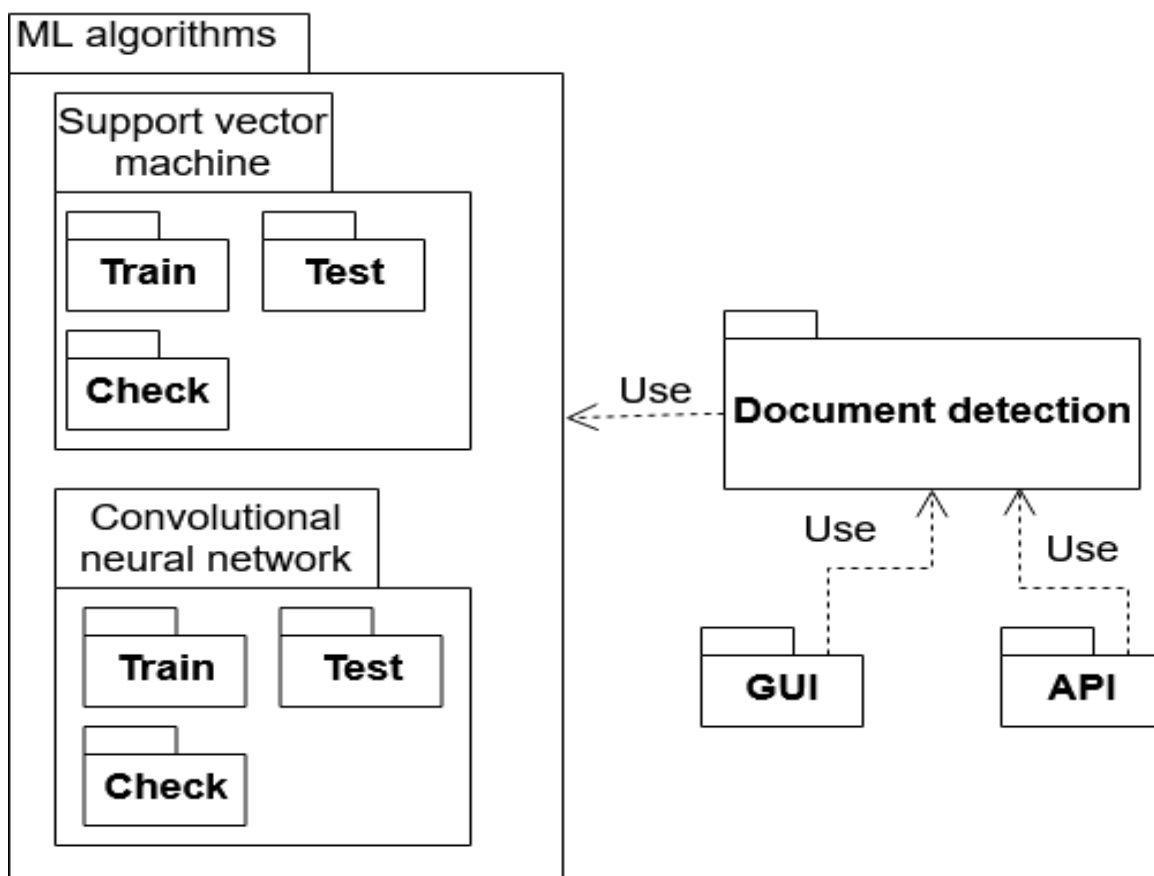 ML algorithms
Support vector
machine
Train
Test
Check
Convolutional
neural network
Train
Test
Check
Use
Document detection
Use
Use
GUI
API